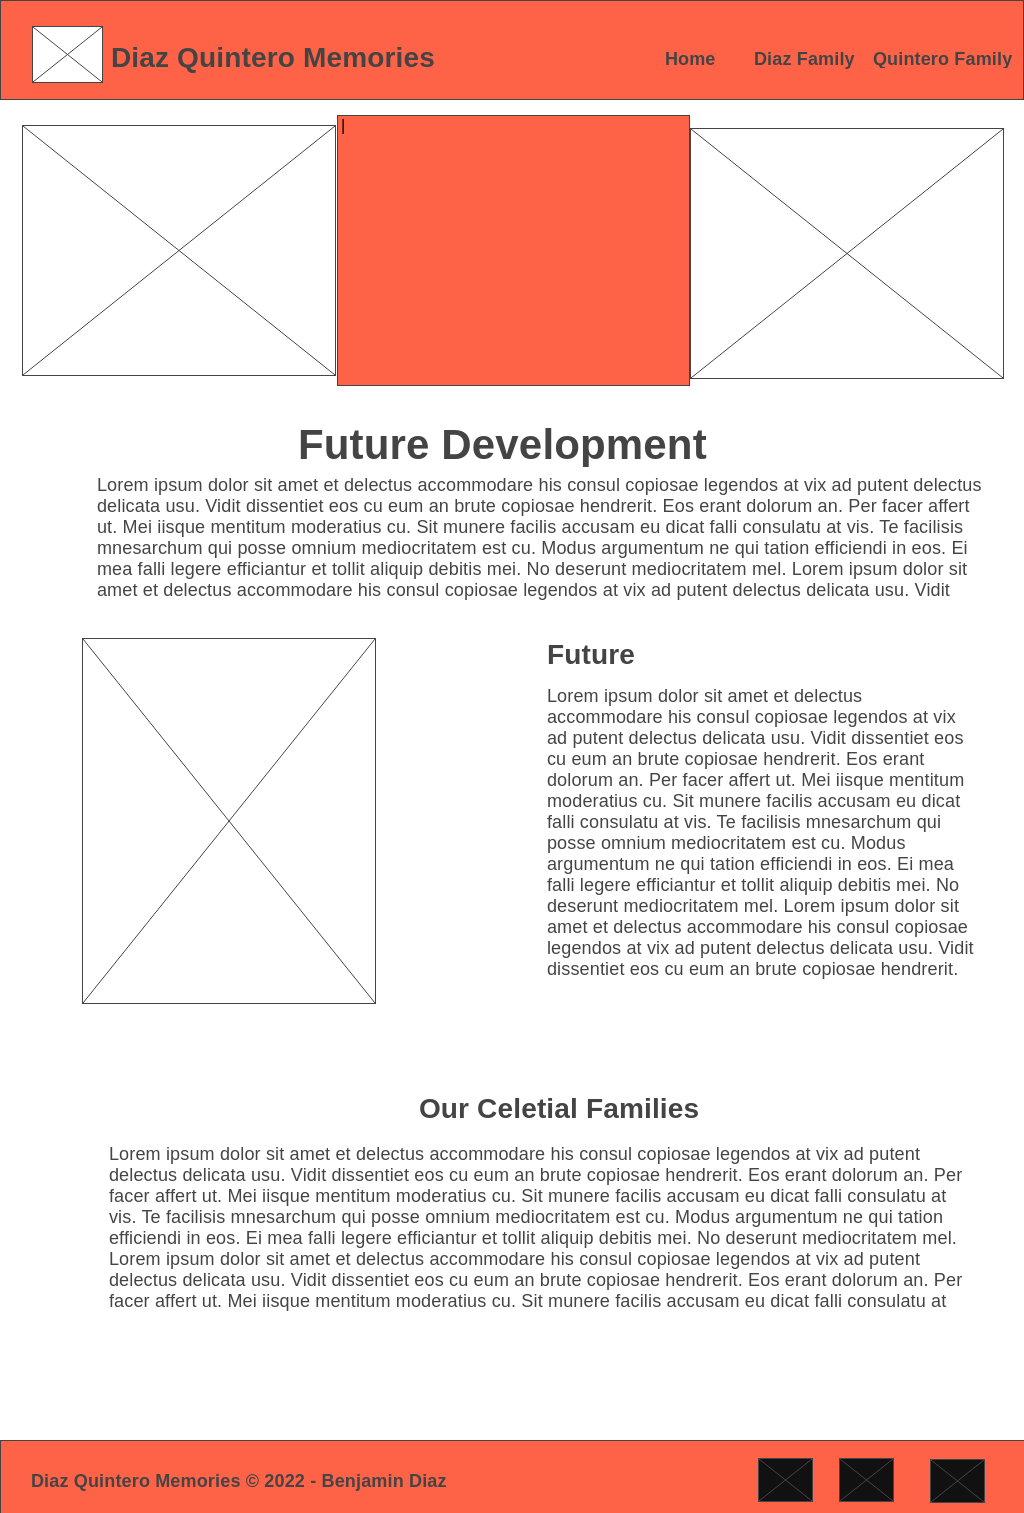 Diaz Quintero Memories
Home Diaz Family Quintero Family
|
Future Development
Lorem ipsum dolor sit amet et delectus accommodare his consul copiosae legendos at vix ad putent delectus
delicata usu. Vidit dissentiet eos cu eum an brute copiosae hendrerit. Eos erant dolorum an. Per facer affert
ut. Mei iisque mentitum moderatius cu. Sit munere facilis accusam eu dicat falli consulatu at vis. Te facilisis
mnesarchum qui posse omnium mediocritatem est cu. Modus argumentum ne qui tation efficiendi in eos. Ei
mea falli legere efficiantur et tollit aliquip debitis mei. No deserunt mediocritatem mel. Lorem ipsum dolor sit
amet et delectus accommodare his consul copiosae legendos at vix ad putent delectus delicata usu. Vidit
Future
Lorem ipsum dolor sit amet et delectus
accommodare his consul copiosae legendos at vix
ad putent delectus delicata usu. Vidit dissentiet eos
cu eum an brute copiosae hendrerit. Eos erant
dolorum an. Per facer affert ut. Mei iisque mentitum
moderatius cu. Sit munere facilis accusam eu dicat
falli consulatu at vis. Te facilisis mnesarchum qui
posse omnium mediocritatem est cu. Modus
argumentum ne qui tation efficiendi in eos. Ei mea
falli legere efficiantur et tollit aliquip debitis mei. No
deserunt mediocritatem mel. Lorem ipsum dolor sit
amet et delectus accommodare his consul copiosae
legendos at vix ad putent delectus delicata usu. Vidit
dissentiet eos cu eum an brute copiosae hendrerit.
Our Celetial Families
Lorem ipsum dolor sit amet et delectus accommodare his consul copiosae legendos at vix ad putent
delectus delicata usu. Vidit dissentiet eos cu eum an brute copiosae hendrerit. Eos erant dolorum an. Per
facer affert ut. Mei iisque mentitum moderatius cu. Sit munere facilis accusam eu dicat falli consulatu at
vis. Te facilisis mnesarchum qui posse omnium mediocritatem est cu. Modus argumentum ne qui tation
efficiendi in eos. Ei mea falli legere efficiantur et tollit aliquip debitis mei. No deserunt mediocritatem mel.
Lorem ipsum dolor sit amet et delectus accommodare his consul copiosae legendos at vix ad putent
delectus delicata usu. Vidit dissentiet eos cu eum an brute copiosae hendrerit. Eos erant dolorum an. Per
facer affert ut. Mei iisque mentitum moderatius cu. Sit munere facilis accusam eu dicat falli consulatu at
Diaz Quintero Memories © 2022 - Benjamin Diaz